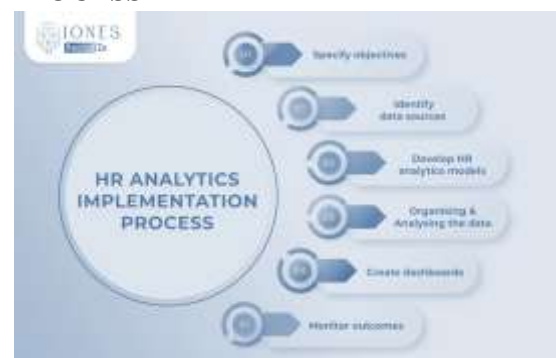 IONES
HR ANALYTICS
IMPLEMENTATION
PROCESS
Specify objectives
Identify
data sources
Develop HR
analytics models
Organising &
Analysing the data
Create dashboards
Monitor outcomes